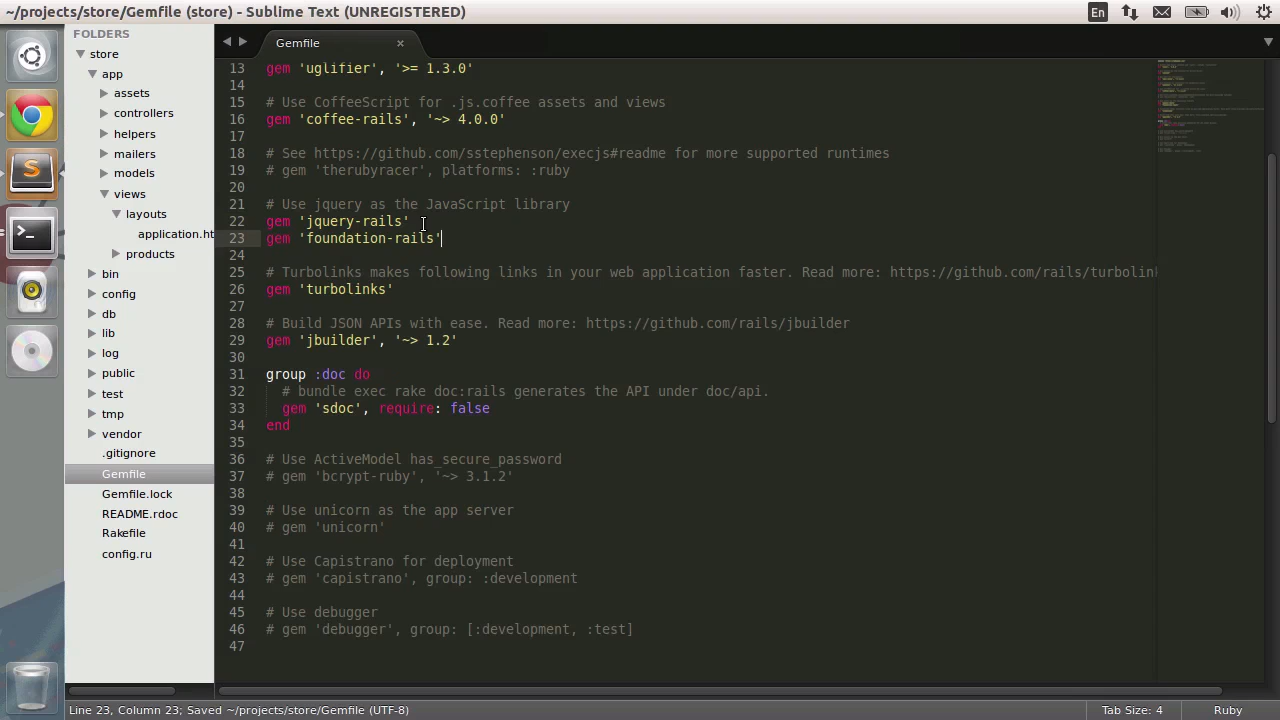 ~/projects/store/Gemfile (store) - Sublime Text (UNREGISTERED)
En
FOLDERS
store
app
assets
controllers
helpers
mailers
models
views
layouts
application.ht
products
bin
config
db
lib
log
public
test
tmp
vendor
.gitignore
Gemfile
Gemfile.lock
README.rdoc
Rakefile
config.ru
Gemfile ×
13 gem 'uglifier', '>= 1.3.0'
14
15 # Use CoffeeScript for .js.coffee assets and views
16 gem 'coffee-rails', '~> 4.0.0'
17
18 # See https://github.com/sstephenson/execjs#readme for more supported runtimes
19 # gem 'therubyracer', platforms: :ruby
20
21 # Use jquery as the JavaScript library
22 gem 'jquery-rails'
23 gem 'foundation-rails'
24
25 # Turbolinks makes following links in your web application faster. Read more: https://github.com/rails/turbolin
26 gem 'turbolinks'
27
28 # Build JSON APIs with ease. Read more: https://github.com/rails/jbuilder
29 gem 'jbuilder', '~> 1.2'
30
31 group :doc do
32 # bundle exec rake doc:rails generates the API under doc/api.
33 gem 'sdoc', require: false
34 end
35
36 # Use ActiveModel has_secure_password
37 # gem 'bcrypt-ruby', '~> 3.1.2'
38
39 # Use unicorn as the app server
40 # gem 'unicorn'
41
42 # Use Capistrano for deployment
43 # gem 'capistrano', group: :development
44
45 # Use debugger
46 # gem 'debugger', group: [:development, :test]
47
Line 23, Column 23; Saved ~/projects/store/Gemfile (UTF-8)
Tab Size: 4
Ruby